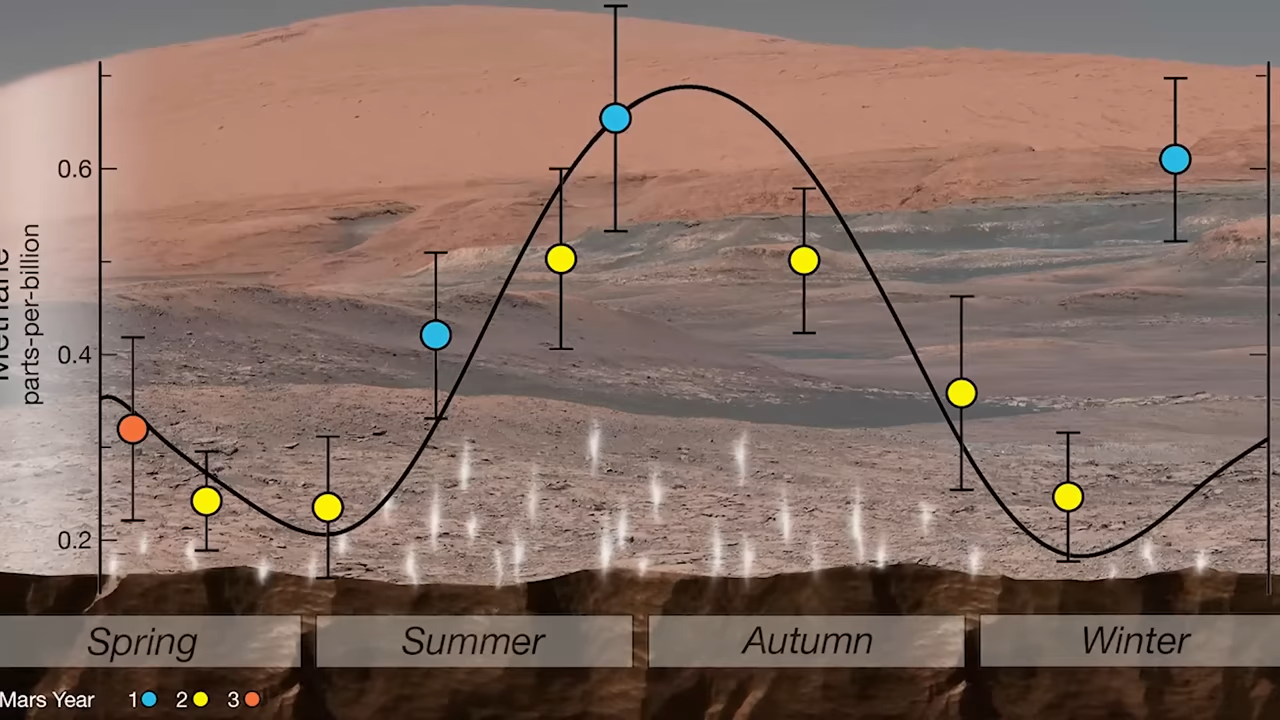 Methane
parts-per-billion
0.6
0.4
0.2
Spring
Summer
Autumn
Winter
Mars Year 1 2 3